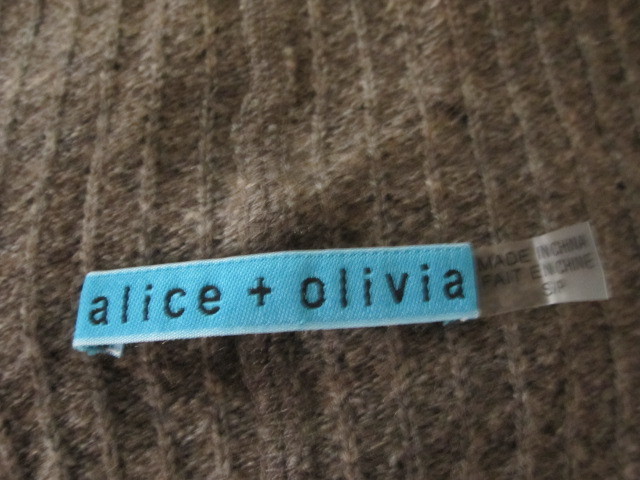 alice + olivia
MADE IN CHINA
FAIT EN CHINE
S/P